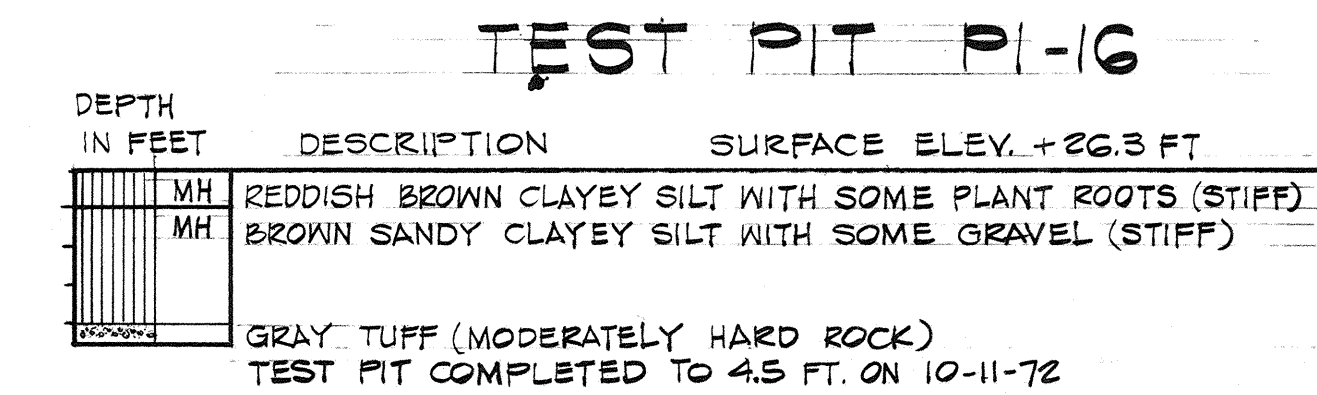 TEST PIT P1-16
DEPTH
IN FEET DESCRIPTION SURFACE ELEV. +26.3 FT
MH REDDISH BROWN CLAYEY SILT WITH SOME PLANT ROOTS (STIFF)
MH BROWN SANDY CLAYEY SILT WITH SOME GRAVEL (STIFF)
GRAY TUFF (MODERATELY HARD ROCK)
TEST PIT COMPLETED TO 4.5 FT. ON 10-11-72